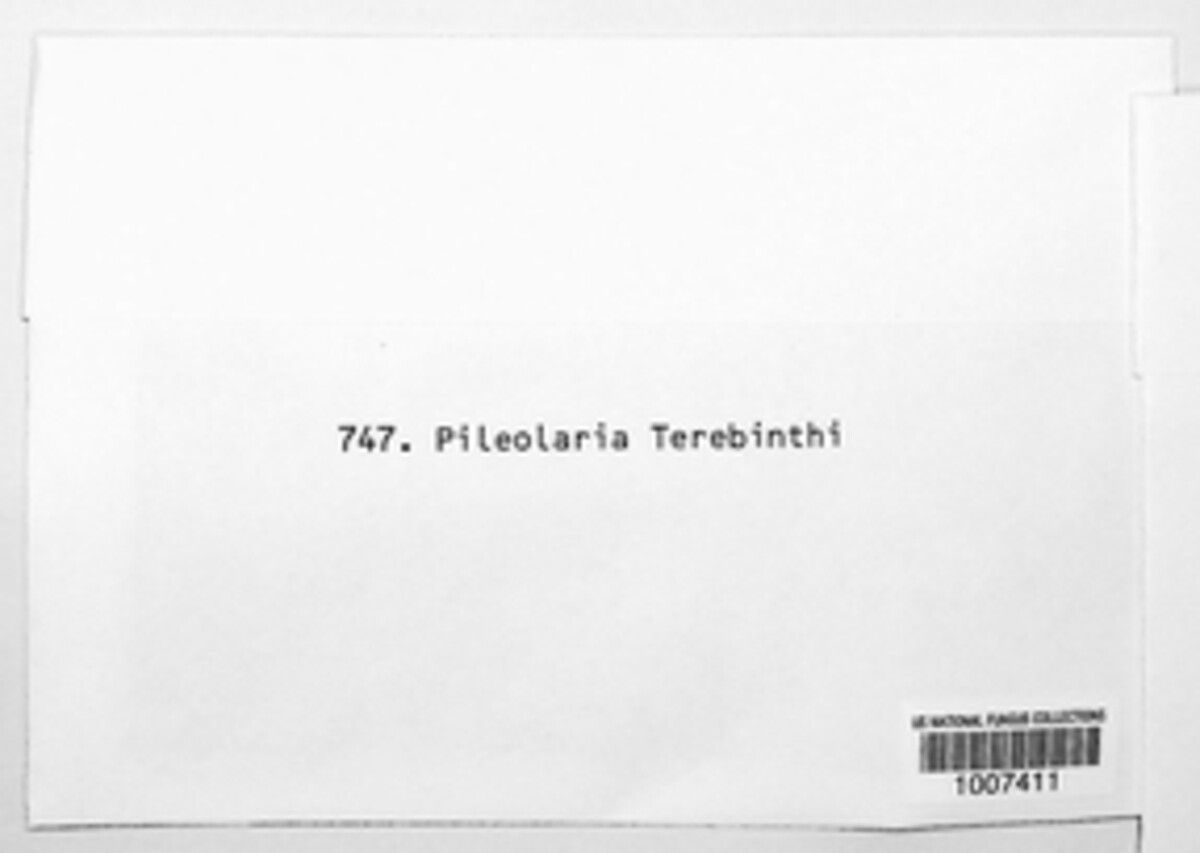 747. Pileolaria Terebinthi
US NATIONAL FUNGUS COLLECTIONS
1007411